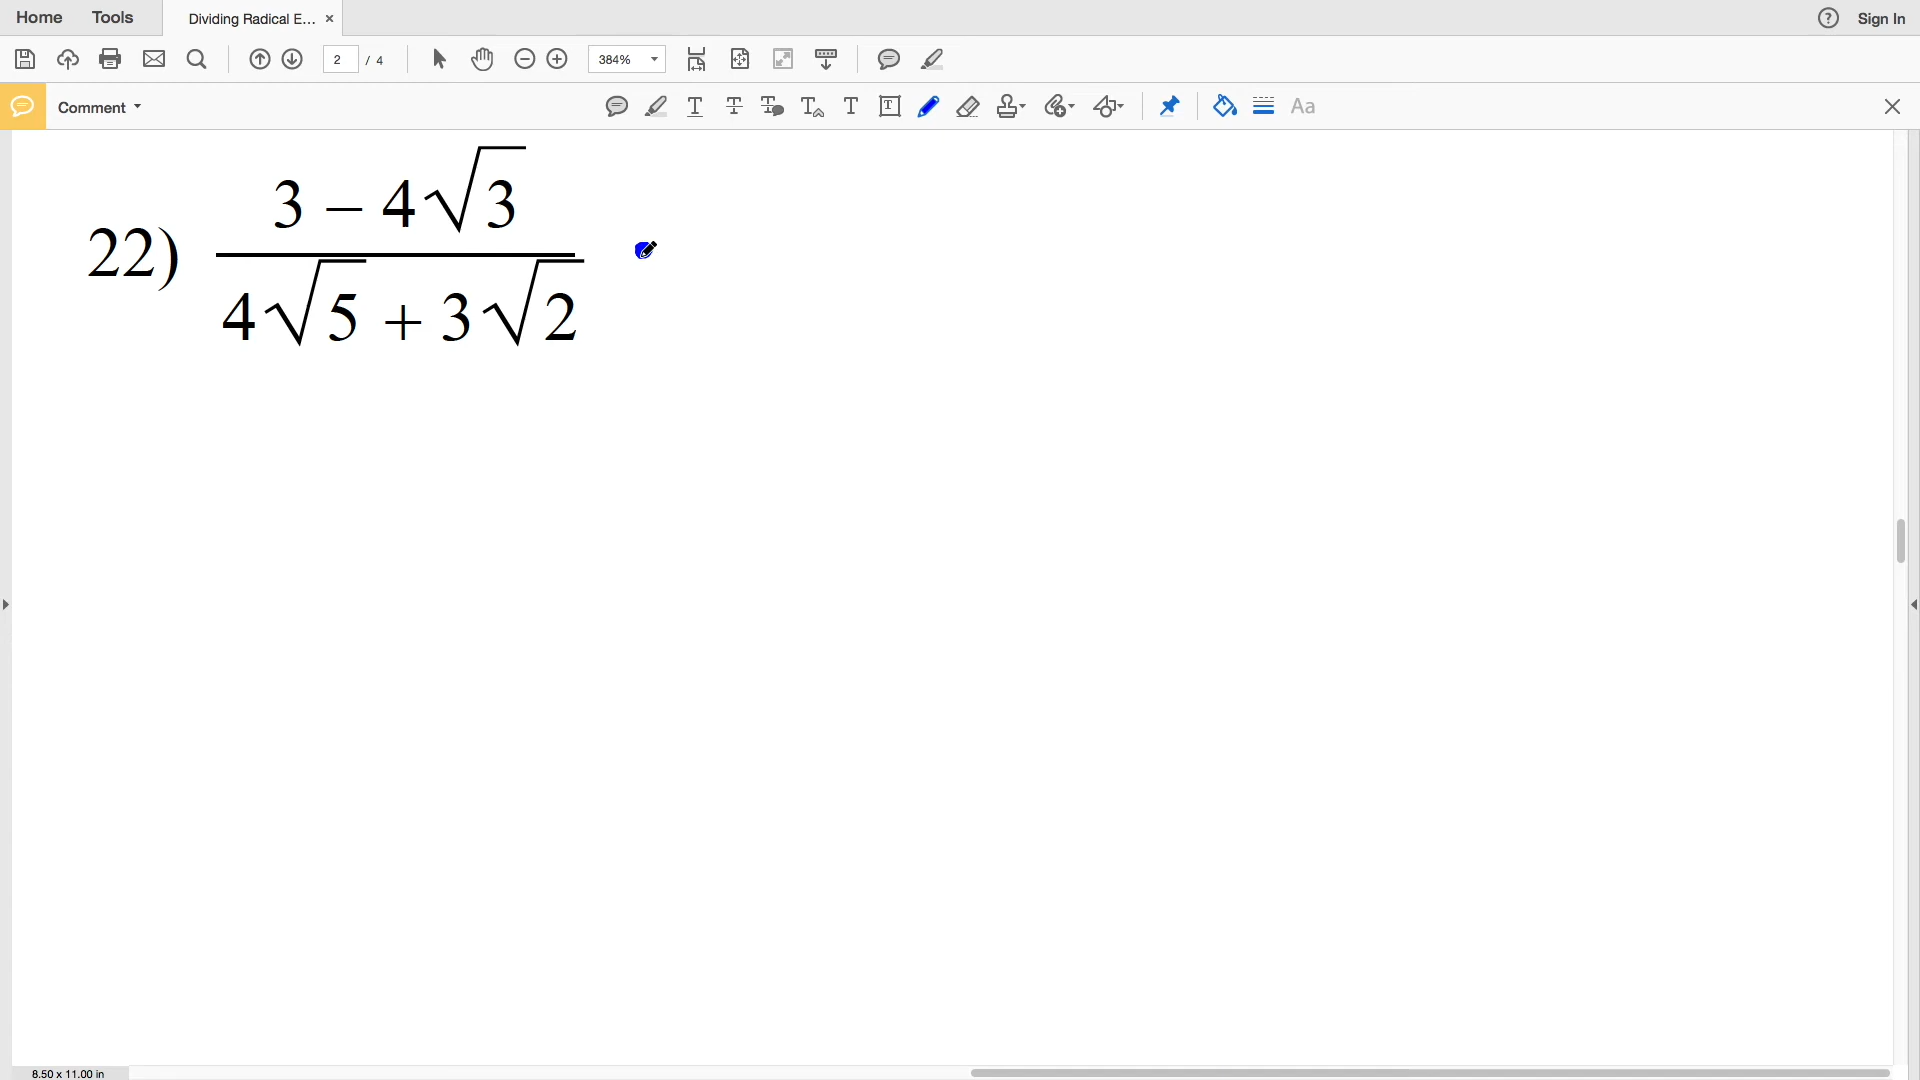 Home Tools Dividing Radical E... × ? Sign In
2 / 4 384%
Comment Aa
22) (3 − 4√3) / (4√5 + 3√2)
8.50 x 11.00 in